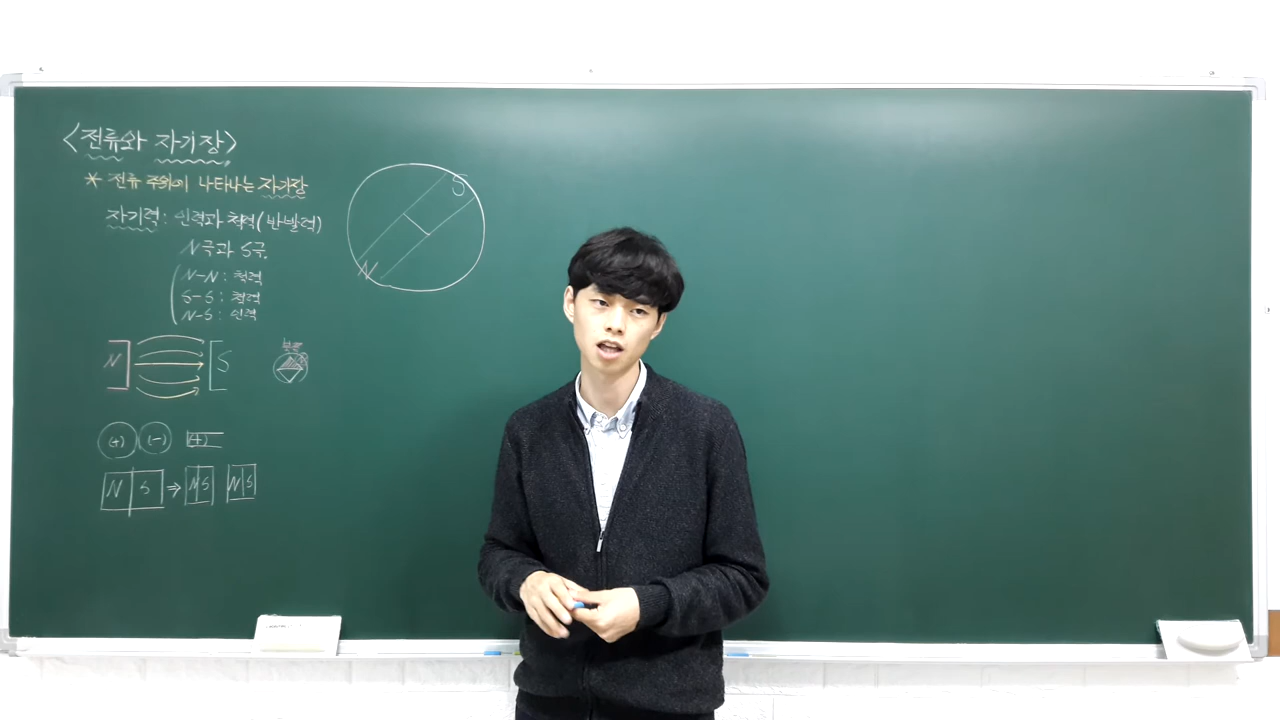 <전류와 자기장>
* 전류 주위에 나타나는 자기장
자기력 : 인력과 척력(반발력)
N극과 S극.
N-N : 척력
S-S : 척력
N-S : 인력
N S
북극
(+) (-) (+)
N S ⇒ N S N S
S
N